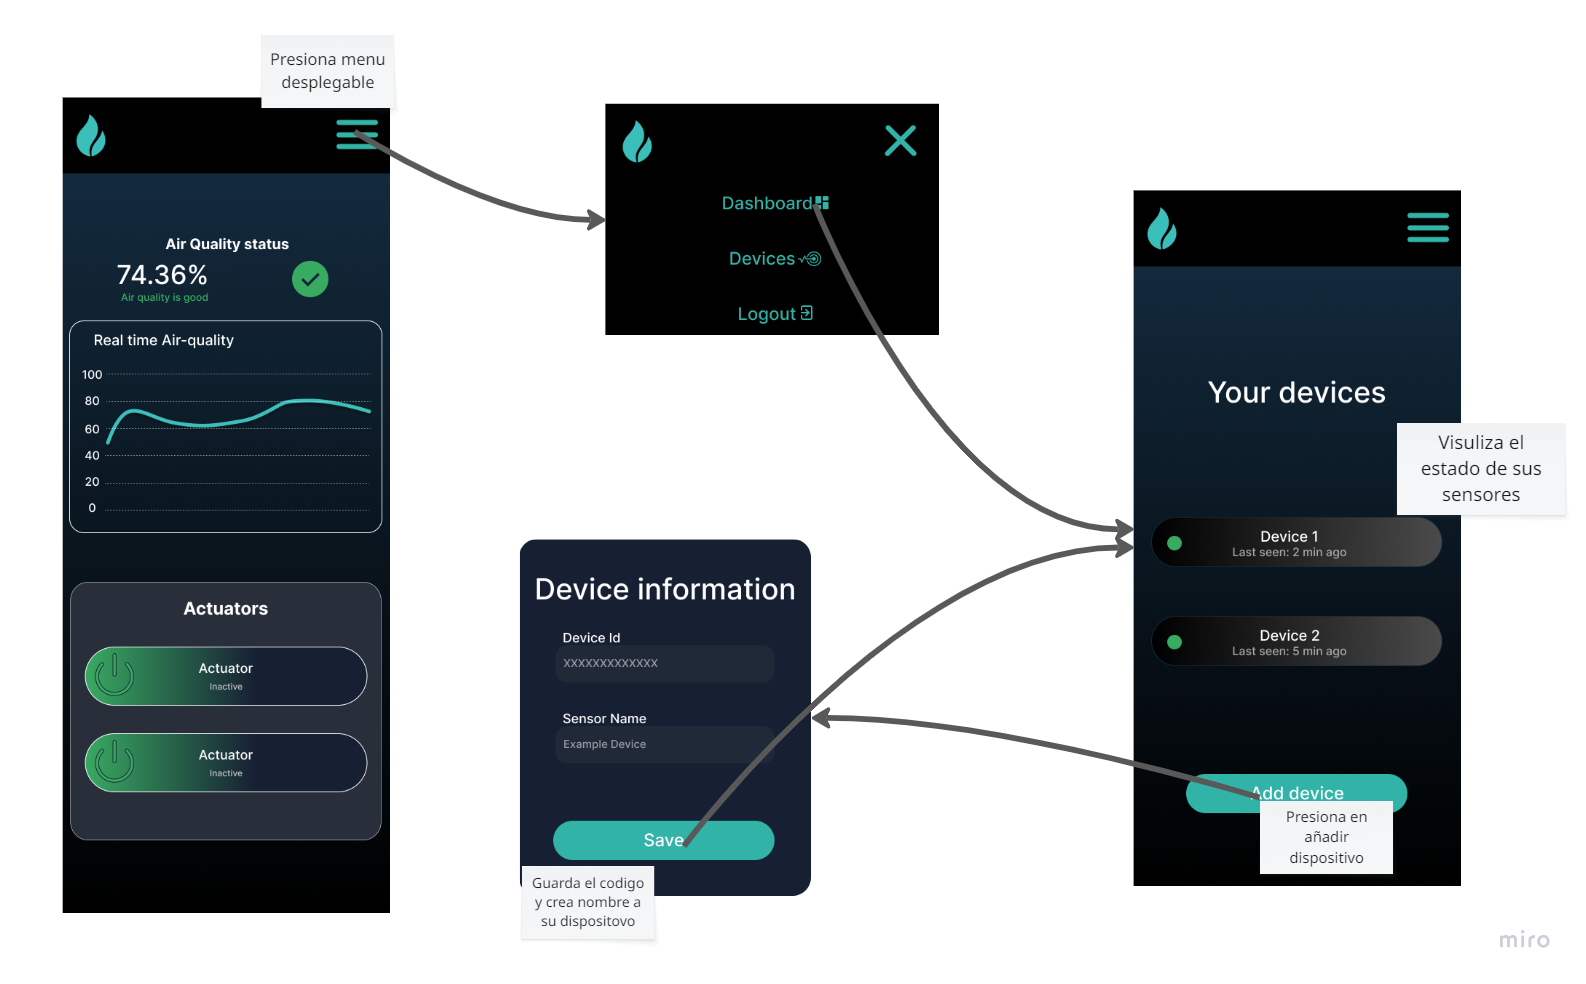 Presiona menu
desplegable
Air Quality status
74.36%
Air quality is good
Real time Air-quality
100
80
60
40
20
0
Actuators
Actuator
Inactive
Actuator
Inactive
Dashboard
Devices
Logout
Device information
Device Id
XXXXXXXXXXXXX
Sensor Name
Example Device
Save
Guarda el codigo
y crea nombre a
su dispositovo
Your devices
Visuliza el
estado de sus
sensores
Device 1
Last seen: 2 min ago
Device 2
Last seen: 5 min ago
Add device
Presiona en
añadir
dispositivo
miro